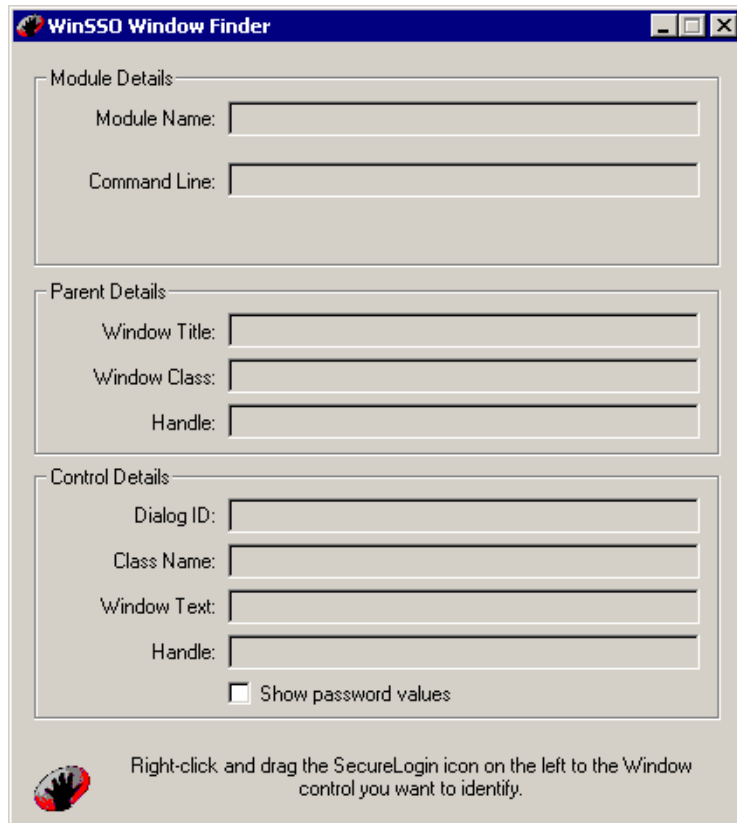 WinSSO Window Finder
Module Details
Module Name:
Command Line:
Parent Details
Window Title:
Window Class:
Handle:
Control Details
Dialog ID:
Class Name:
Window Text:
Handle:
Show password values
Right-click and drag the SecureLogin icon on the left to the Window
control you want to identify.